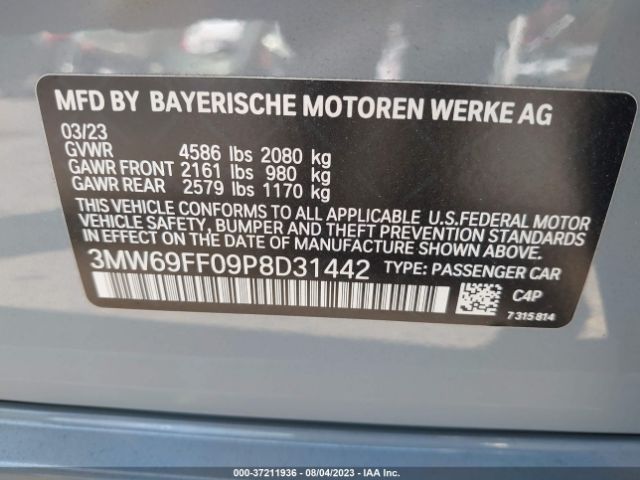 MFD BY BAYERISCHE MOTOREN WERKE AG
03/23
GVWR 4586 lbs 2080 kg
GAWR FRONT 2161 lbs 980 kg
GAWR REAR 2579 lbs 1170 kg
THIS VEHICLE CONFORMS TO ALL APPLICABLE U.S.FEDERAL MOTOR
VEHICLE SAFETY, BUMPER AND THEFT PREVENTION STANDARDS
IN EFFECT ON THE DATE OF MANUFACTURE SHOWN ABOVE.
3MW69FF09P8D31442 TYPE: PASSENGER CAR
C4P
7315814
000-37211936 - 08/04/2023 - IAA Inc.